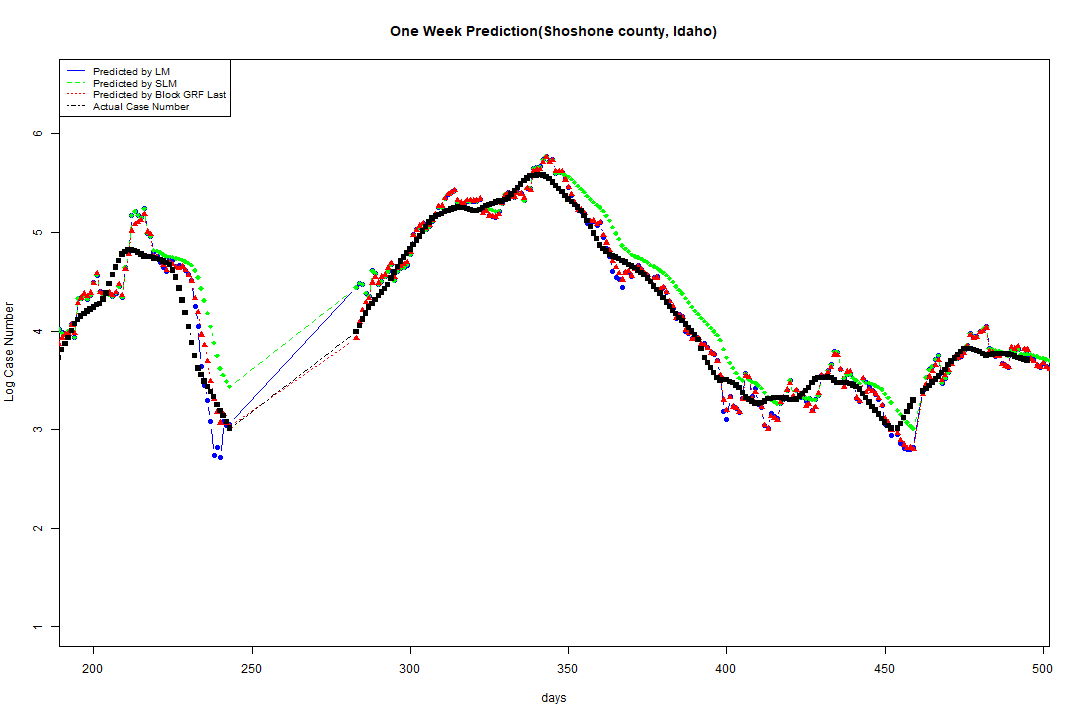 One Week Prediction(Shoshone county, Idaho)
Predicted by LM
Predicted by SLM
Predicted by Block GRF Last
Actual Case Number
6
5
4
3
2
1
Log Case Number
200 250 300 350 400 450 500
days